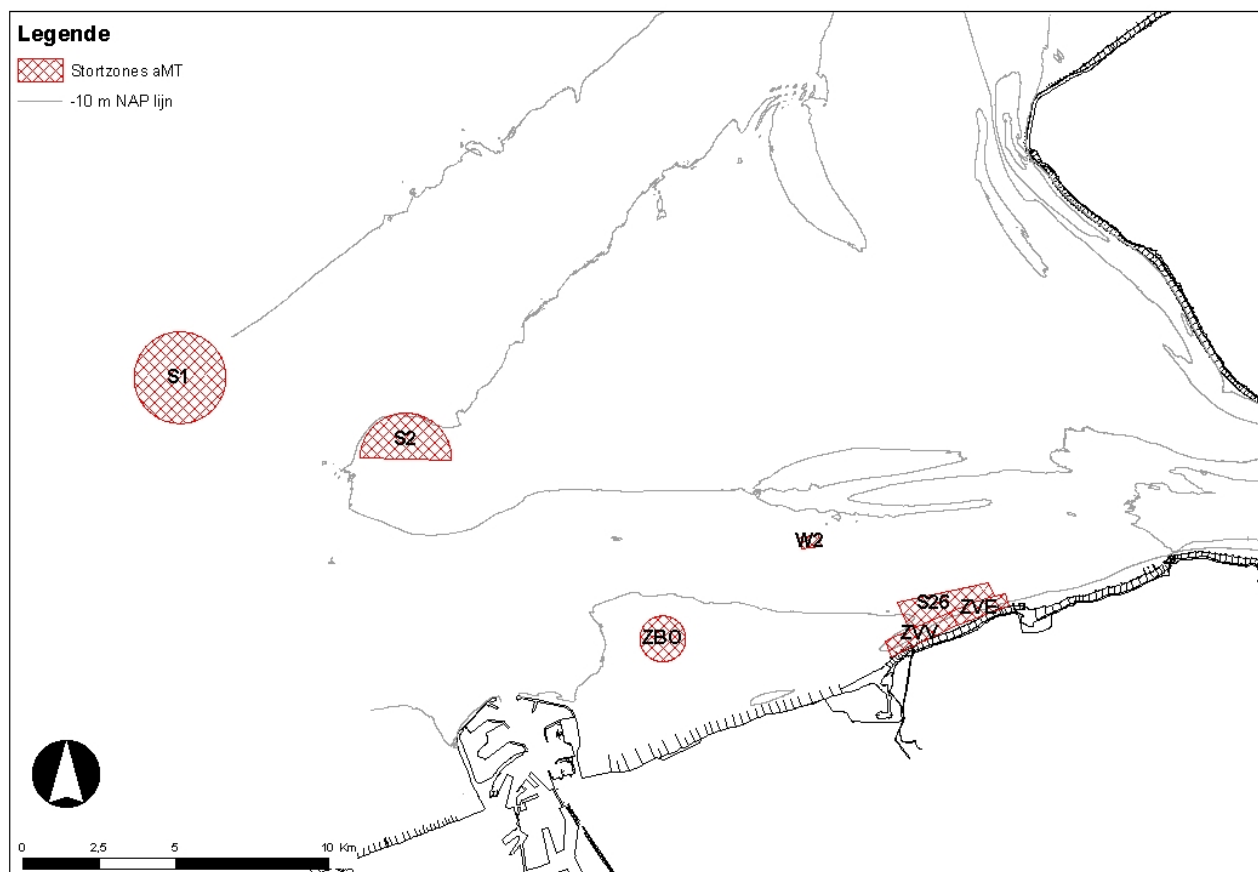 Legende
Stortzones aMT
-10 m NAP lijn
S1
S2
W2
S26
ZVE
ZBO
ZVV
0 2,5 5 10 Km